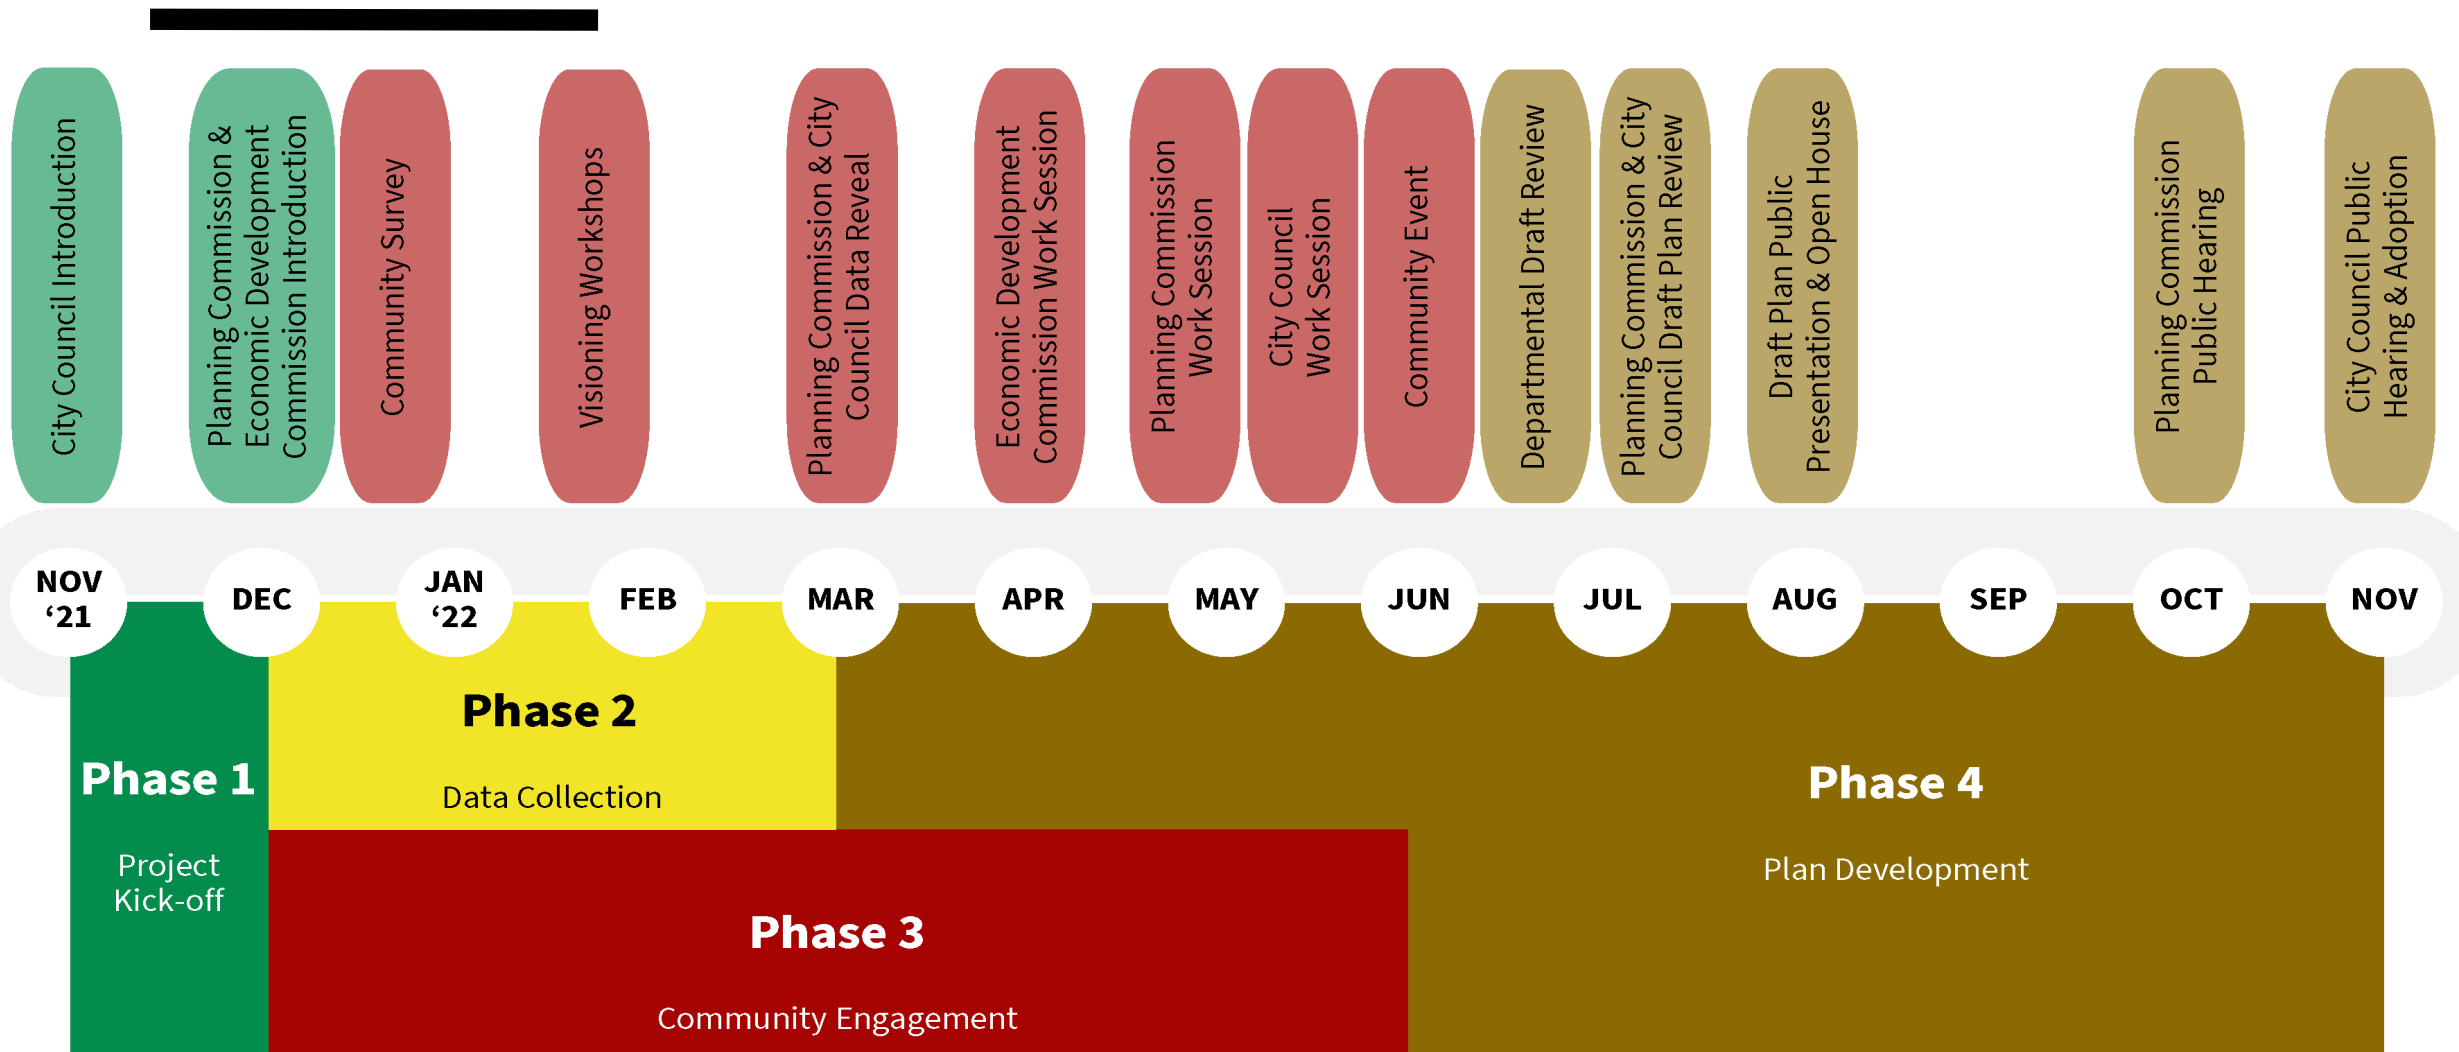 City Council Introduction
Planning Commission &
Economic Development
Commission Introduction
Community Survey
Visioning Workshops
Planning Commission & City
Council Data Reveal
Economic Development
Commission Work Session
Planning Commission
Work Session
City Council
Work Session
Community Event
Departmental Draft Review
Planning Commission & City
Council Draft Plan Review
Draft Plan Public
Presentation & Open House
Planning Commission
Public Hearing
City Council Public
Hearing & Adoption
NOV
‘21
DEC
JAN
‘22
FEB
MAR
APR
MAY
JUN
JUL
AUG
SEP
OCT
NOV
Phase 1
Project
Kick-off
Phase 2
Data Collection
Phase 3
Community Engagement
Phase 4
Plan Development